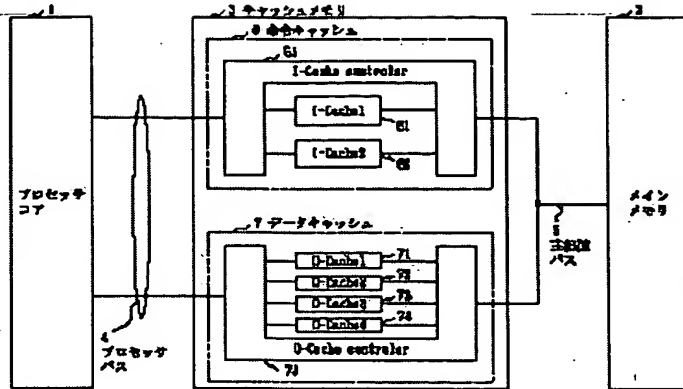 1
3 キャッシュメモリ
2
6 命令キャッシュ
63
I-Cache controler
I-Cache1
61
I-Cache2
62
プロセッサ
コア
メイン
メモリ
5
主記憶
バス
7 データキャッシュ
D-Cache1
71
D-Cache2
72
D-Cache3
73
D-Cache4
74
D-Cache controler
4
プロセッサ
バス